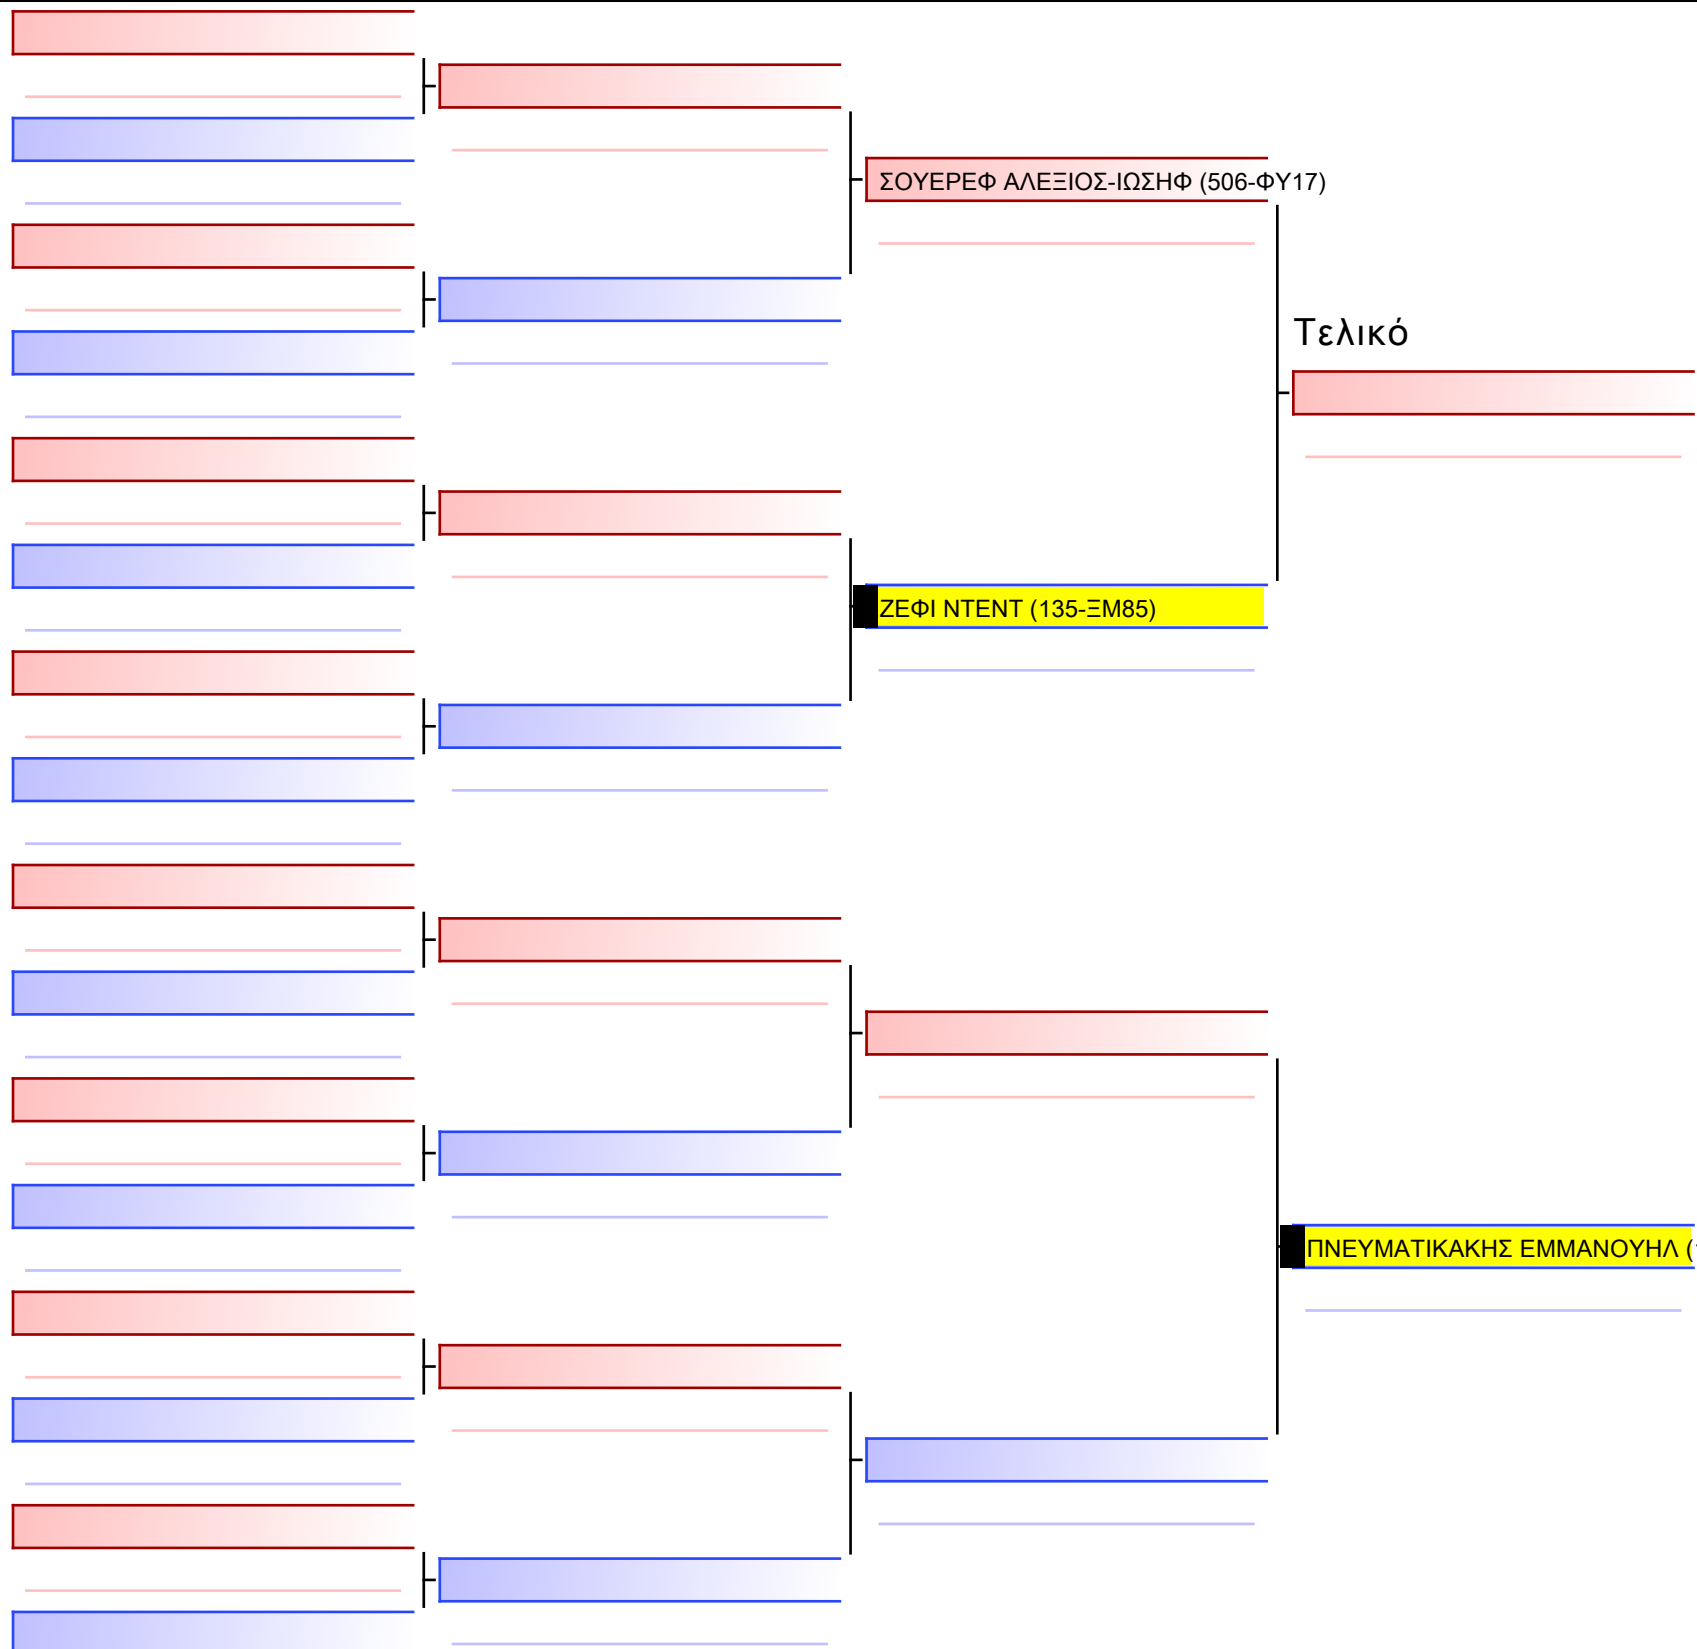 ΣΟΥΕΡΕΦ ΑΛΕΞΙΟΣ-ΙΩΣΗΦ (506-ΦΥ17)
Τελικό
ΖΕΦΙ ΝΤΕΝΤ (135-ΞΜ85)
ΠΝΕΥΜΑΤΙΚΑΚΗΣ ΕΜΜΑΝΟΥΗΛ (